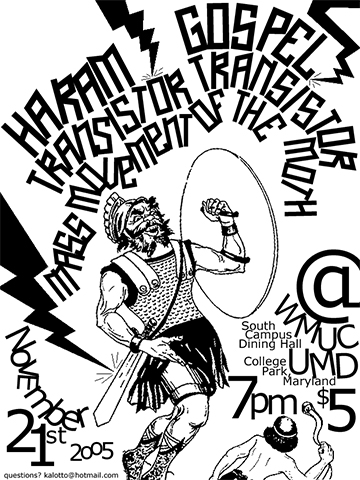 HARAM
GOSPEL
TRANSISTOR TRANSISTOR
MASS MOVEMENT OF THE MOTH
@
WMUC
South
Campus
Dining Hall
UMD
College
Park,
Maryland
7pm $5
November
21st 2005
questions? kalotto@hotmail.com